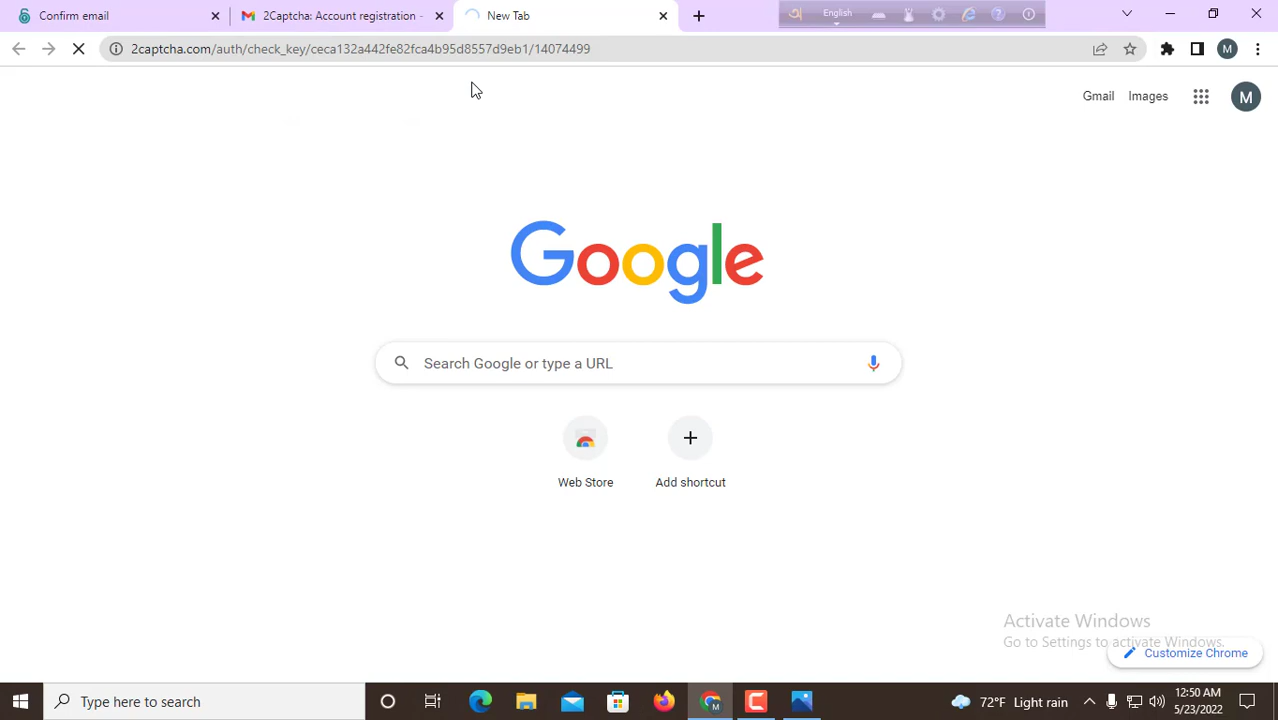 Confirm email
2Captcha: Account registration -
New Tab
English
2captcha.com/auth/check_key/ceca132a442fe82fca4b95d8557d9eb1/14074499
M
Gmail
Images
M
Google
Search Google or type a URL
Web Store
Add shortcut
Activate Windows
Go to Settings to activate Windows.
Customize Chrome
Type here to search
M
72°F Light rain
12:50 AM
5/23/2022